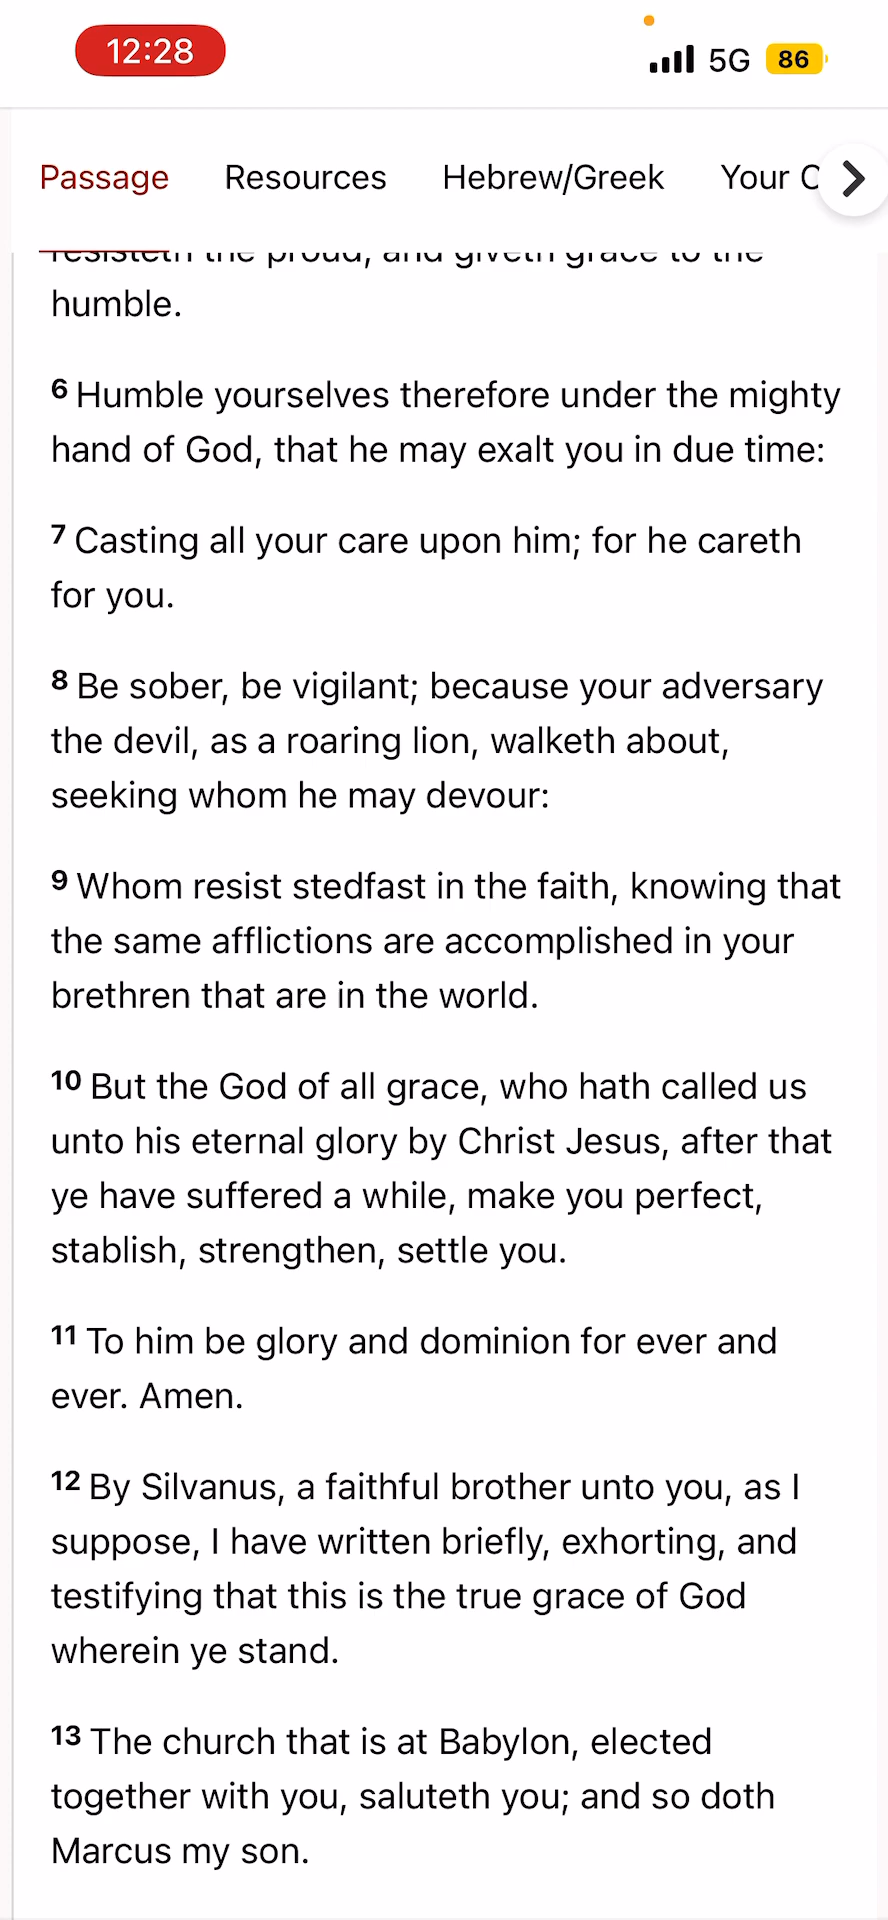 12:28
5G 86
Passage Resources Hebrew/Greek Your C
resisteth the proud, and giveth grace to the
humble.
6 Humble yourselves therefore under the mighty
hand of God, that he may exalt you in due time:
7 Casting all your care upon him; for he careth
for you.
8 Be sober, be vigilant; because your adversary
the devil, as a roaring lion, walketh about,
seeking whom he may devour:
9 Whom resist stedfast in the faith, knowing that
the same afflictions are accomplished in your
brethren that are in the world.
10 But the God of all grace, who hath called us
unto his eternal glory by Christ Jesus, after that
ye have suffered a while, make you perfect,
stablish, strengthen, settle you.
11 To him be glory and dominion for ever and
ever. Amen.
12 By Silvanus, a faithful brother unto you, as I
suppose, I have written briefly, exhorting, and
testifying that this is the true grace of God
wherein ye stand.
13 The church that is at Babylon, elected
together with you, saluteth you; and so doth
Marcus my son.